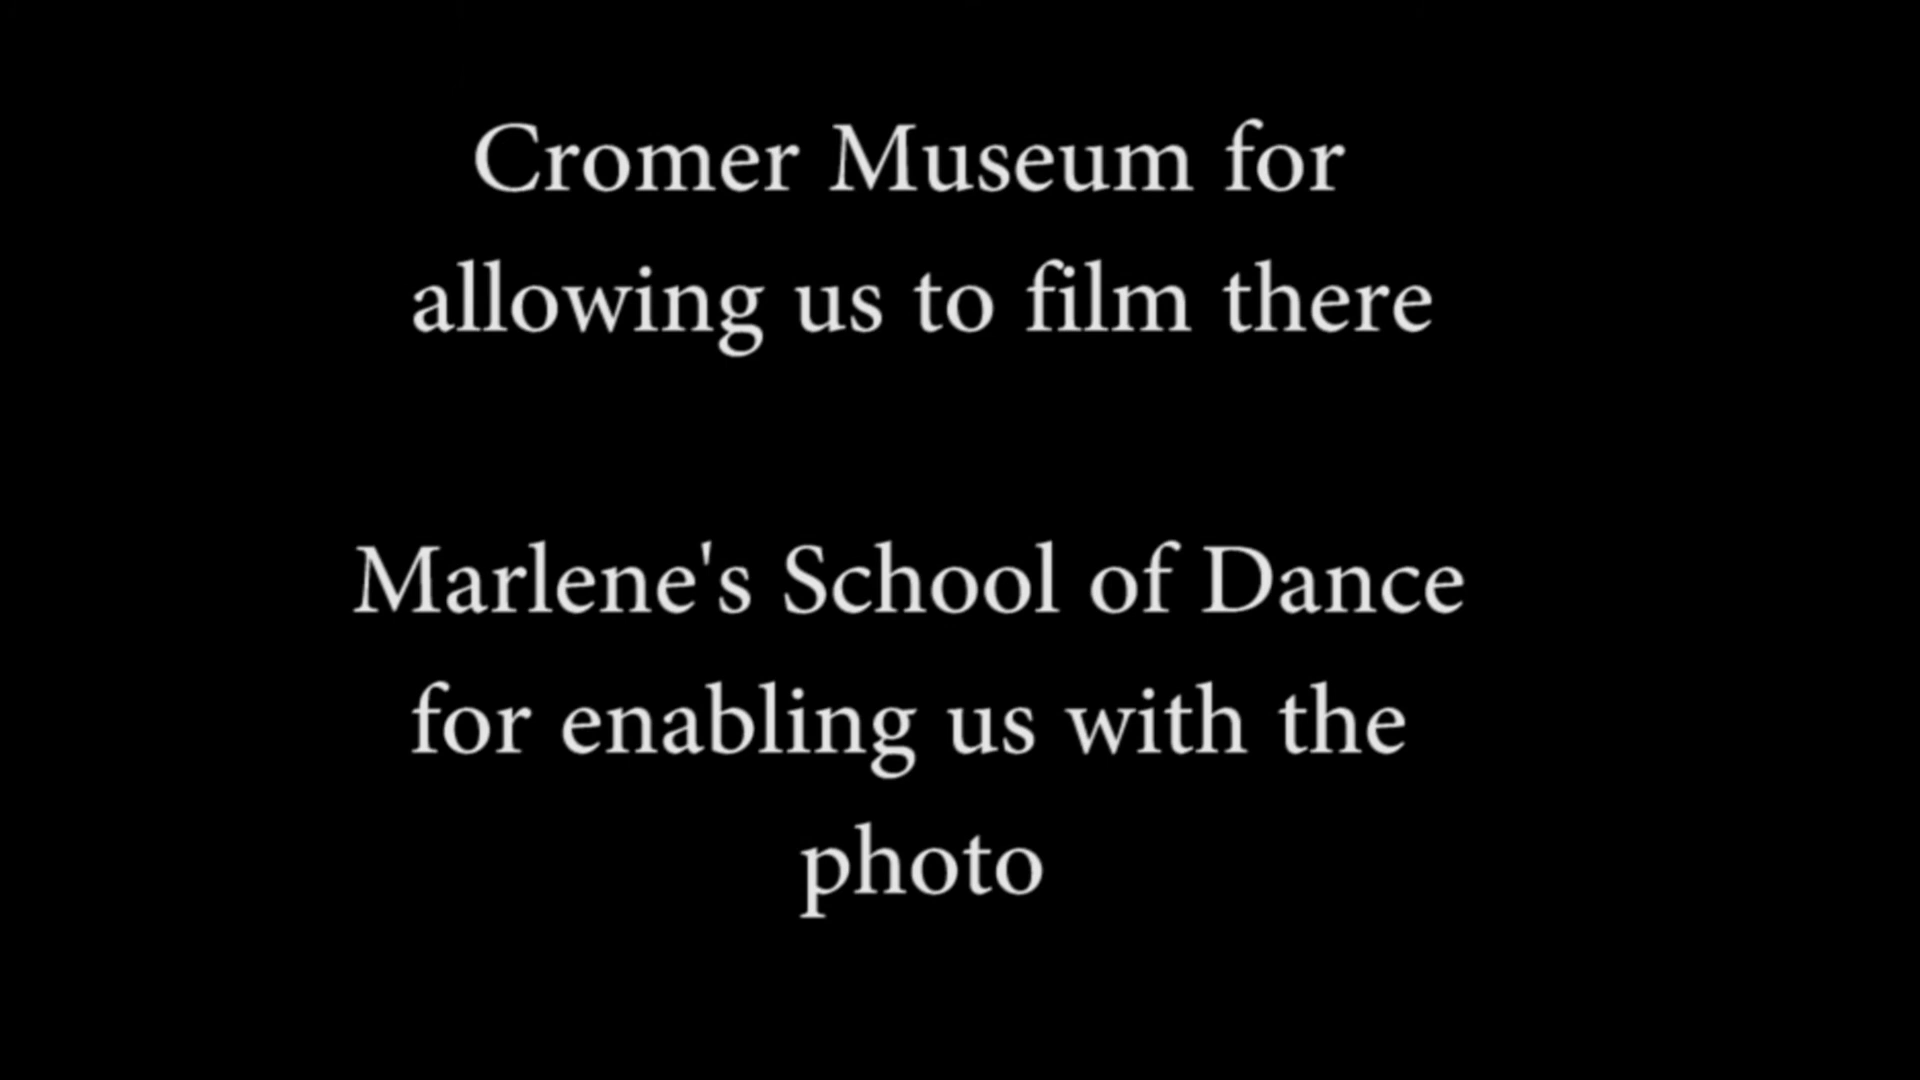 Cromer Museum for
allowing us to film there
Marlene's School of Dance
for enabling us with the
photo